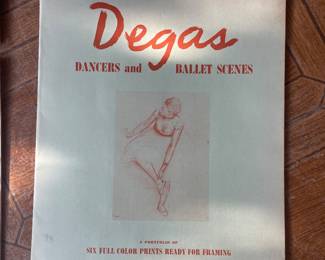 Degas
DANCERS and BALLET SCENES
A PORTFOLIO OF
SIX FULL COLOR PRINTS READY FOR FRAMING